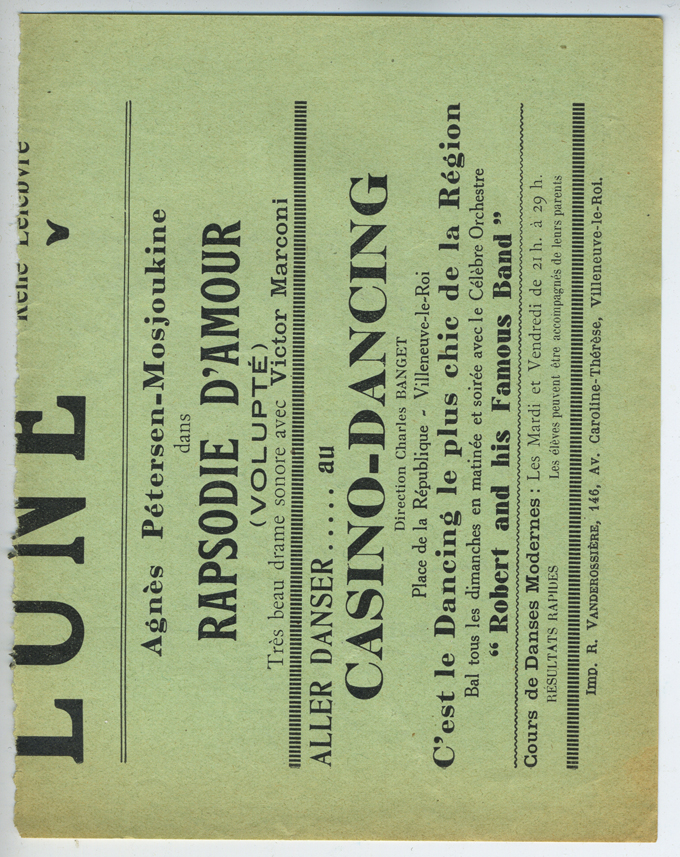 René Lefebvre
LUNE
Agnès Pétersen-Mosjoukine
dans
RAPSODIE D'AMOUR
(VOLUPTÉ)
Très beau drame sonore avec Victor Marconi
ALLER DANSER..... au
CASINO-DANCING
Direction Charles BANGET
Place de la République - Villeneuve-le-Roi
C'est le Dancing le plus chic de la Région
Bal tous les dimanches en matinée et soirée avec le Célèbre Orchestre
“ Robert and his Famous Band ”
Cours de Danses Modernes : Les Mardi et Vendredi de 21 h. à 29 h.
RÉSULTATS RAPIDES Les élèves peuvent être accompagnés de leurs parents
Imp. R. VANDEROSSIÈRE, 146, Av. Caroline-Thérèse, Villeneuve-le-Roi.